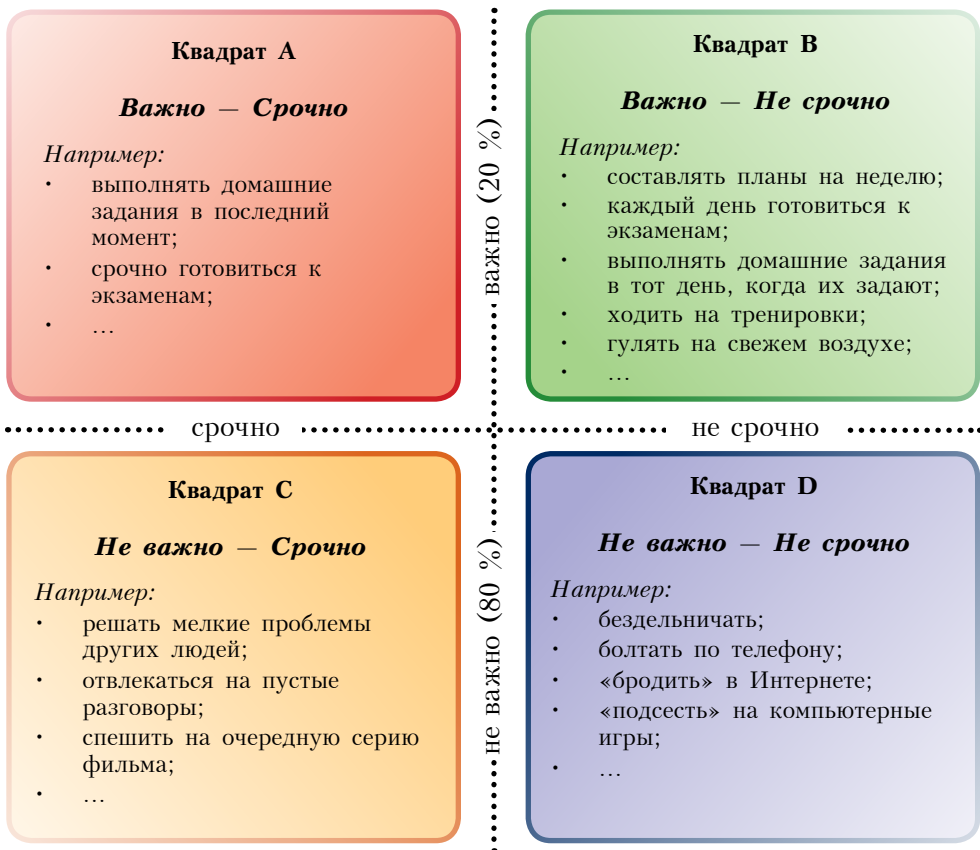 Квадрат А
Важно — Срочно
Например:
• выполнять домашние
задания в последний
момент;
• срочно готовиться к
экзаменам;
• ...
важно (20 %)
Квадрат В
Важно — Не срочно
Например:
• составлять планы на неделю;
• каждый день готовиться к
экзаменам;
• выполнять домашние задания
в тот день, когда их задают;
• ходить на тренировки;
• гулять на свежем воздухе;
• ...
срочно
не срочно
Квадрат С
Не важно — Срочно
Например:
• решать мелкие проблемы
других людей;
• отвлекаться на пустые
разговоры;
• спешить на очередную серию
фильма;
• ...
не важно (80 %)
Квадрат D
Не важно — Не срочно
Например:
• бездельничать;
• болтать по телефону;
• «бродить» в Интернете;
• «подсесть» на компьютерные
игры;
• ...